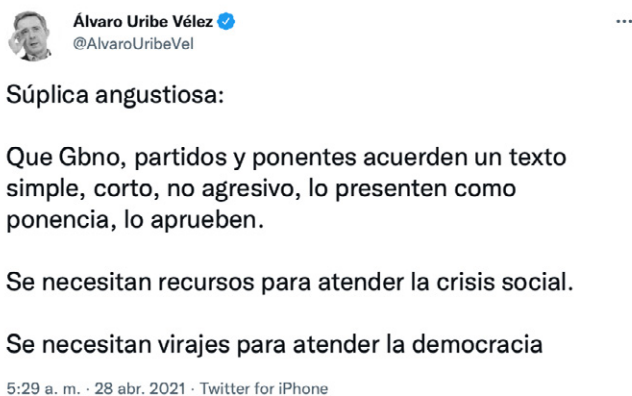 Álvaro Uribe Vélez
@AlvaroUribeVel
Súplica angustiosa:
Que Gbno, partidos y ponentes acuerden un texto
simple, corto, no agresivo, lo presenten como
ponencia, lo aprueben.
Se necesitan recursos para atender la crisis social.
Se necesitan virajes para atender la democracia
5:29 a. m. · 28 abr. 2021 · Twitter for iPhone